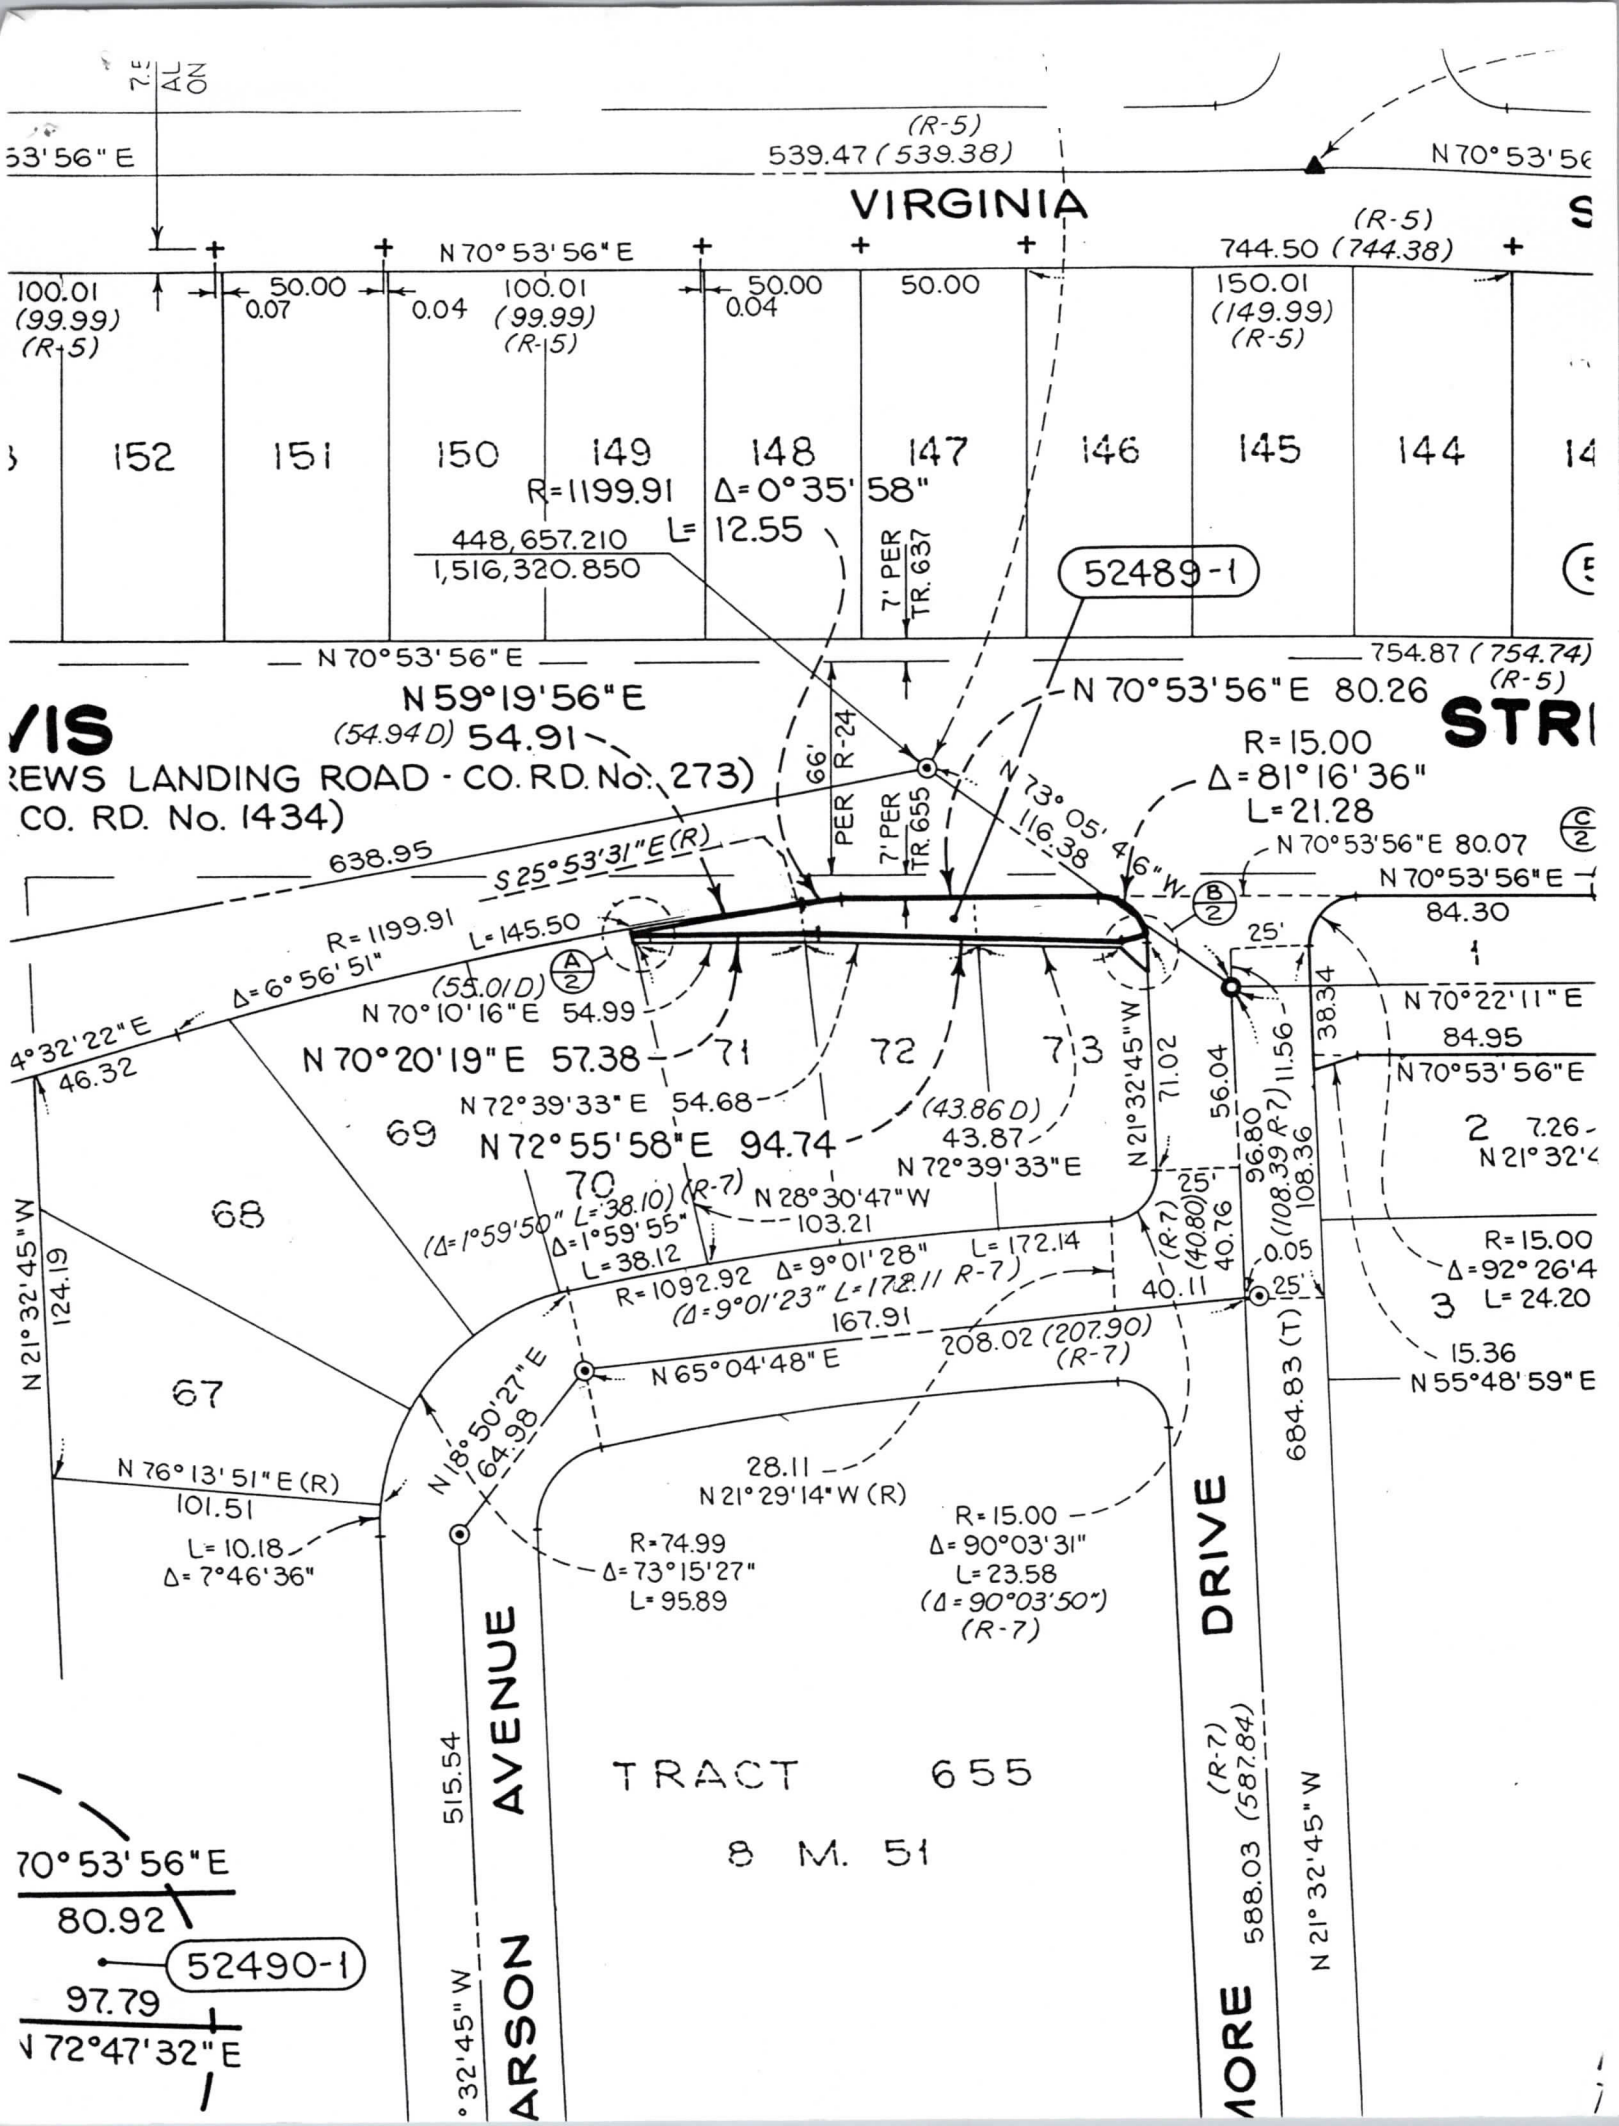 7.5
AL
ON
(R-5)
53'56" E
539.47 (539.38)
N 70° 53'56
VIRGINIA
S
(R-5)
N 70° 53' 56" E
744.50 (744.38)
100.01
(99.99)
(R-5)
50.00
0.07
0.04
100.01
(99.99)
(R-5)
50.00
0.04
50.00
150.01
(149.99)
(R-5)
152
151
150
149
148
147
146
145
144
14
R=1199.91 Δ=0°35'58"
L= 12.55
448,657.210
1,516,320.850
7' PER
TR. 637
52489-1
5
N 70° 53' 56" E
754.87 (754.74)
(R-5)
N 59° 19' 56" E
(54.94 D) 54.91
N 70° 53' 56" E 80.26
VIS
STRE
REWS LANDING ROAD - CO. RD. No. 273)
CO. RD. No. 1434)
66'
PER R-24
7' PER
TR. 655
R=15.00
Δ=81°16'36"
L=21.28
N 73° 05' 46" W
116.38
C
2
N 70° 53' 56" E 80.07
638.95
S 25° 53' 31" E (R)
N 70° 53' 56" E
84.30
B
2
25'
R=1199.91 L=145.50
Δ=6°56'51"
A
2
1
(55.01 D)
N 70° 10' 16" E 54.99
N 70° 22' 11" E
38.34
84.95
4° 32' 22" E
46.32
N 70° 20' 19" E 57.38
71
72
73
N 70° 53' 56" E
N 21° 32' 45" W
71.02
56.04
96.80
(108.39 R-7) 11.56
108.36
N 72° 39' 33" E 54.68
(43.86 D)
43.87
N 72° 39' 33" E
69
N 72° 55' 58" E 94.74
2
7.26
N 21° 32' 4
70
(Δ=1°59'50" L=38.10) (R-7)
Δ=1°59'55"
L=38.12
N 28° 30' 47" W
103.21
25'
(R-7)
(40.80)
40.76
68
N 21° 32' 45" W
124.19
R=1092.92 Δ=9°01'28" L=172.14
(Δ=9°01'23" L=172.11 R-7)
0.05
R=15.00
Δ=92°26'4
L=24.20
3
167.91
40.11
25'
208.02 (207.90)
(R-7)
N 65° 04' 48" E
15.36
N 55° 48' 59" E
67
N 18° 50' 27" E
64.98
684.83 (T)
N 76° 13' 51" E (R)
101.51
28.11
N 21° 29' 14" W (R)
L=10.18
Δ=7°46'36"
R=74.99
Δ=73°15'27"
L=95.89
R=15.00
Δ=90°03'31"
L=23.58
(Δ=90°03'50")
(R-7)
DRIVE
AVENUE
515.54
TRACT 655
8 M. 51
(R-7)
588.03 (587.84)
N 21° 32' 45" W
70° 53' 56" E
80.92
52490-1
97.79
N 72° 47' 32" E
° 32' 45" W
ARSON
MORE